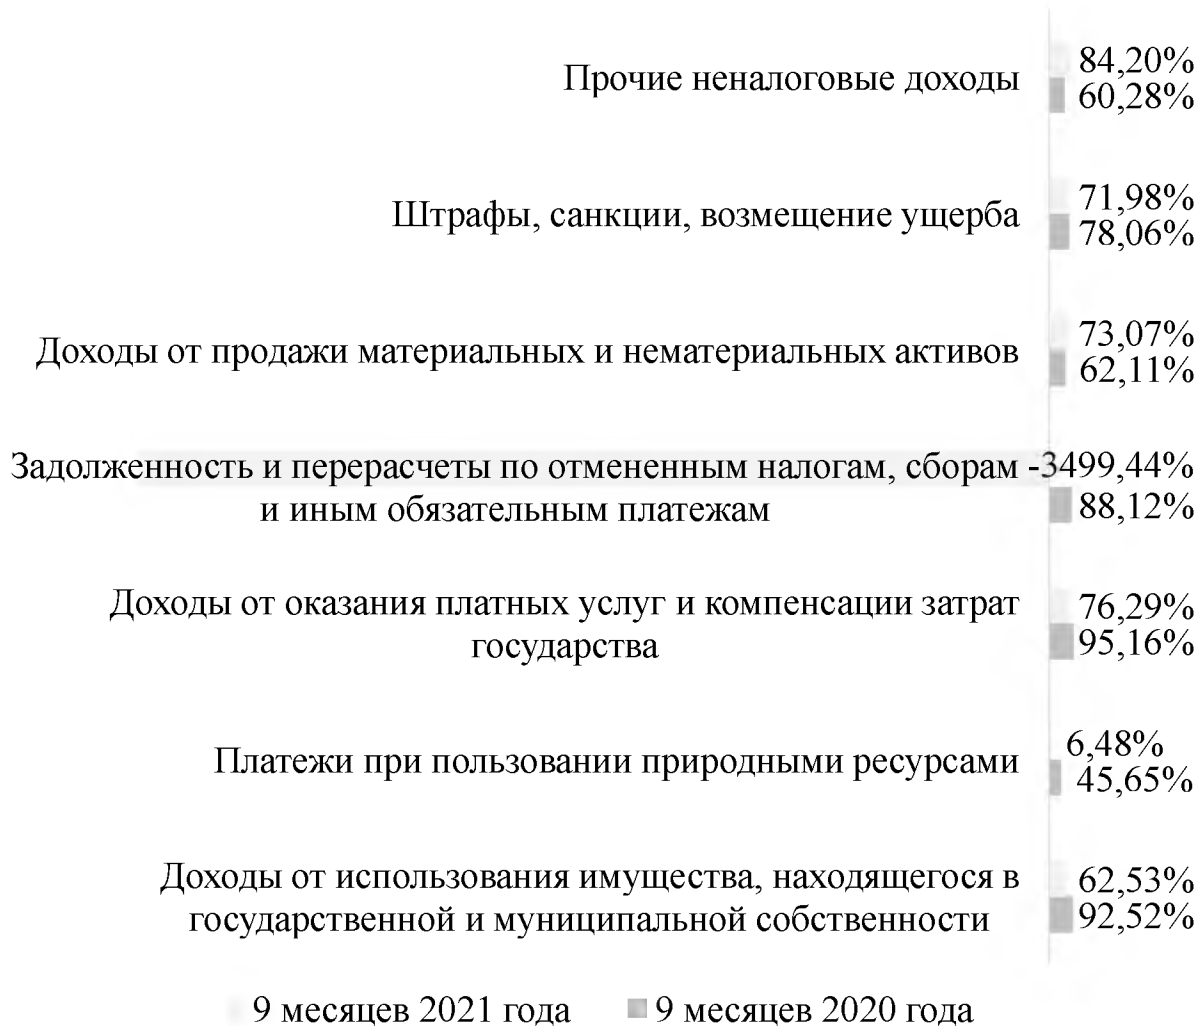 84,20%
Прочие неналоговые доходы
60,28%
71,98%
Штрафы, санкции, возмещение ущерба
78,06%
73,07%
Доходы от продажи материальных и нематериальных активов
62,11%
Задолженность и перерасчеты по отмененным налогам, сборам -3499,44%
и иным обязательным платежам 88,12%
Доходы от оказания платных услуг и компенсации затрат 76,29%
государства 95,16%
6,48%
Платежи при пользовании природными ресурсами
45,65%
Доходы от использования имущества, находящегося в 62,53%
государственной и муниципальной собственности 92,52%
9 месяцев 2021 года 9 месяцев 2020 года